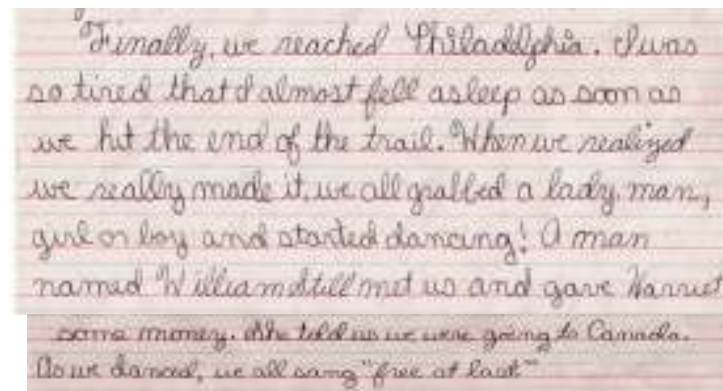 Finally, we reached Philadelphia. I was
so tired that I almost fell asleep as soon as
we hit the end of the trail. When we realized
we really made it, we all grabbed a lady, man,
girl or boy and started dancing! A man
named William Still met us and gave Harriet
some money. She told us we were going to Canada.
As we danced, we all sang "free at last"